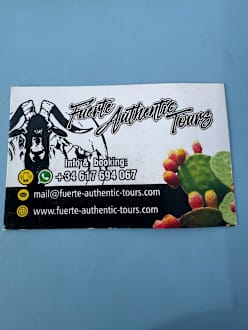 Fuerte Authentic Tours
Info & booking:
+34 617 694 067
mail@fuerte-authentic-tours.com
www.fuerte-authentic-tours.com